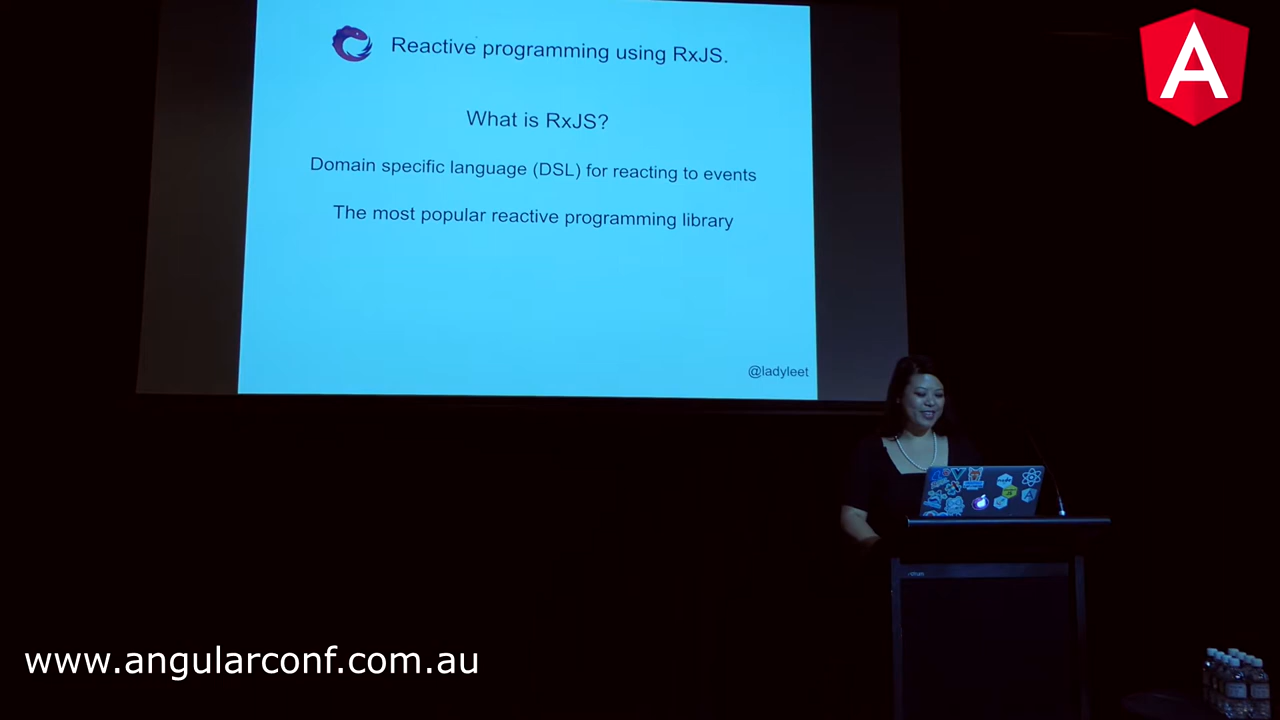 Reactive programming using RxJS.
What is RxJS?
Domain specific language (DSL) for reacting to events
The most popular reactive programming library
@ladyleet
A
www.angularconf.com.au